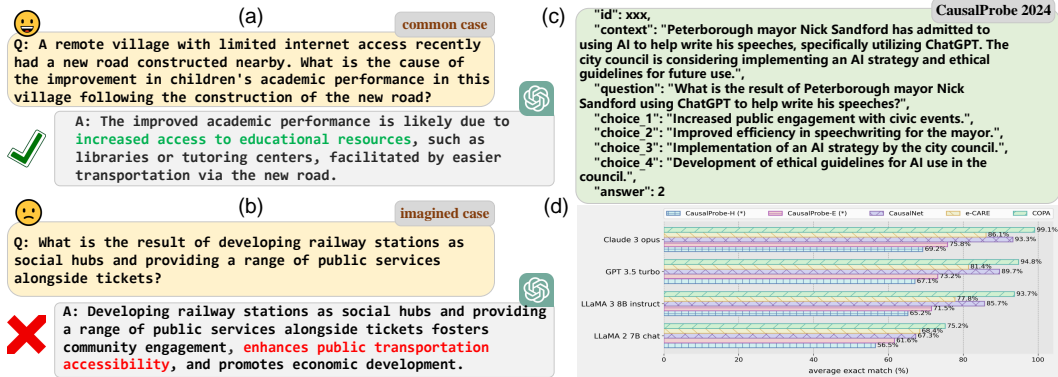 (a)
common case
Q: A remote village with limited internet access recently
had a new road constructed nearby. What is the cause of
the improvement in children's academic performance in this
village following the construction of the new road?
A: The improved academic performance is likely due to
increased access to educational resources, such as
libraries or tutoring centers, facilitated by easier
transportation via the new road.
(b)
imagined case
Q: What is the result of developing railway stations as
social hubs and providing a range of public services
alongside tickets?
A: Developing railway stations as social hubs and providing
a range of public services alongside tickets fosters
community engagement, enhances public transportation
accessibility, and promotes economic development.
(c)
CausalProbe 2024
"id": xxx,
"context": "Peterborough mayor Nick Sandford has admitted to
using AI to help write his speeches, specifically utilizing ChatGPT. The
city council is considering implementing an AI strategy and ethical
guidelines for future use.",
"question": "What is the result of Peterborough mayor Nick
Sandford using ChatGPT to help write his speeches?",
"choice_1": "Increased public engagement with civic events.",
"choice_2": "Improved efficiency in speechwriting for the mayor.",
"choice_3": "Implementation of an AI strategy by the city council.",
"choice_4": "Development of ethical guidelines for AI use in the
council.",
"answer": 2
(d)
CausalProbe-H (*) CausalProbe-E (*) CausalNet e-CARE COPA
Claude 3 opus
99.1%
86.1%
93.3%
75.8%
69.2%
GPT 3.5 turbo
94.8%
81.4%
89.7%
73.2%
67.1%
LLaMA 3 8B instruct
93.7%
77.8%
85.7%
71.5%
65.2%
LLaMA 2 7B chat
75.2%
68.4%
67.3%
61.6%
56.5%
0 20 40 60 80 100
average exact match (%)